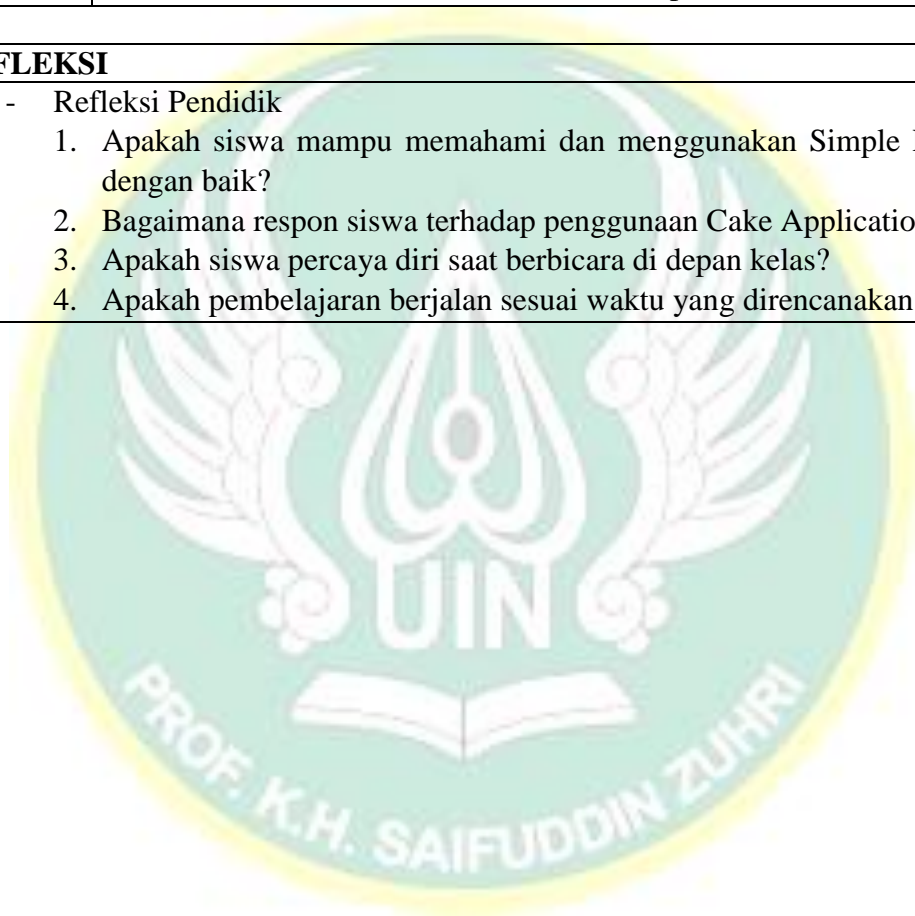 FLEKSI
- Refleksi Pendidik
1. Apakah siswa mampu memahami dan menggunakan Simple
dengan baik?
2. Bagaimana respon siswa terhadap penggunaan Cake Applicatio
3. Apakah siswa percaya diri saat berbicara di depan kelas?
4. Apakah pembelajaran berjalan sesuai waktu yang direncanakan
UIN
PROF. K.H. SAIFUDDIN ZUHRI